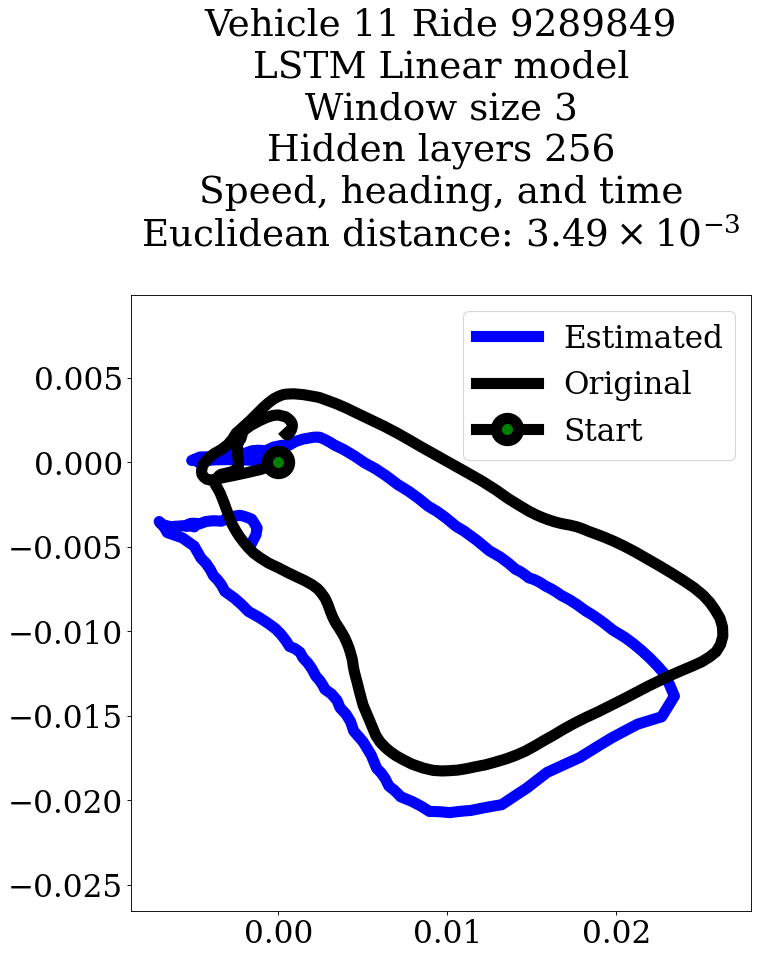 Vehicle 11 Ride 9289849
LSTM Linear model
Window size 3
Hidden layers 256
Speed, heading, and time
Euclidean distance: 3.49 × 10⁻³
Estimated
Original
Start
0.005
0.000
−0.005
−0.010
−0.015
−0.020
−0.025
0.00 0.01 0.02